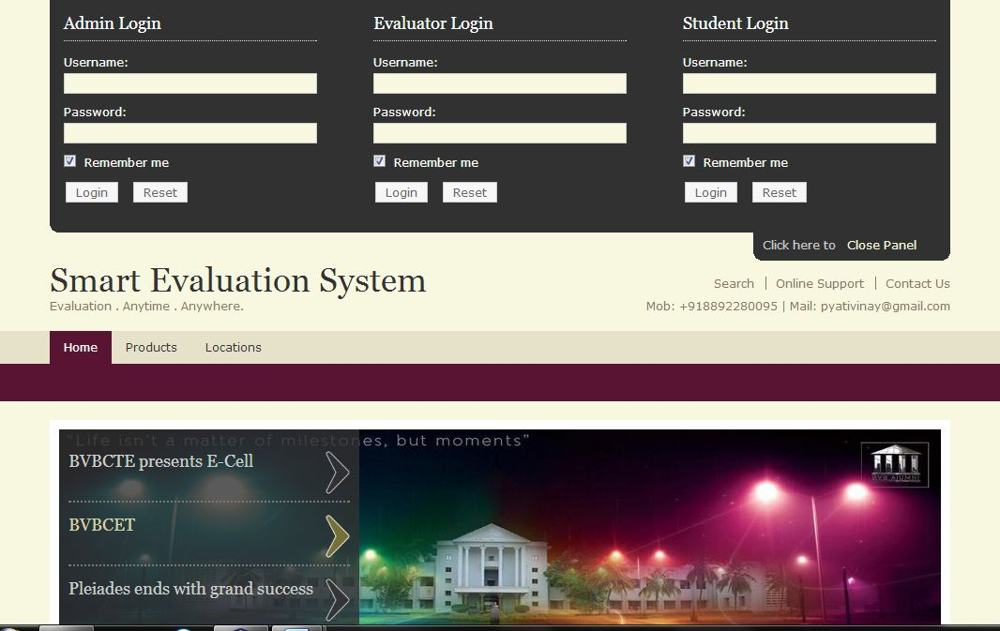 Admin Login
Username:
Password:
Remember me
Login Reset
Evaluator Login
Username:
Password:
Remember me
Login Reset
Student Login
Username:
Password:
Remember me
Login Reset
Click here to Close Panel
Smart Evaluation System
Evaluation . Anytime . Anywhere.
Search | Online Support | Contact Us
Mob: +918892280095 | Mail: pyativinay@gmail.com
Home Products Locations
“Life isn't a matter of milestones, but moments”
BVBCTE presents E-Cell
BVBCET
Pleiades ends with grand success
B.V.B ALUMNI